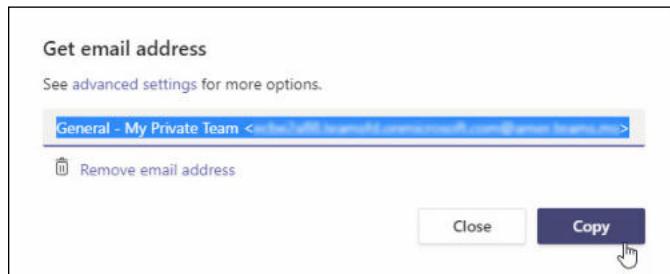 Get email address
See advanced settings for more options.
General - My Private Team < >
Remove email address
Close Copy